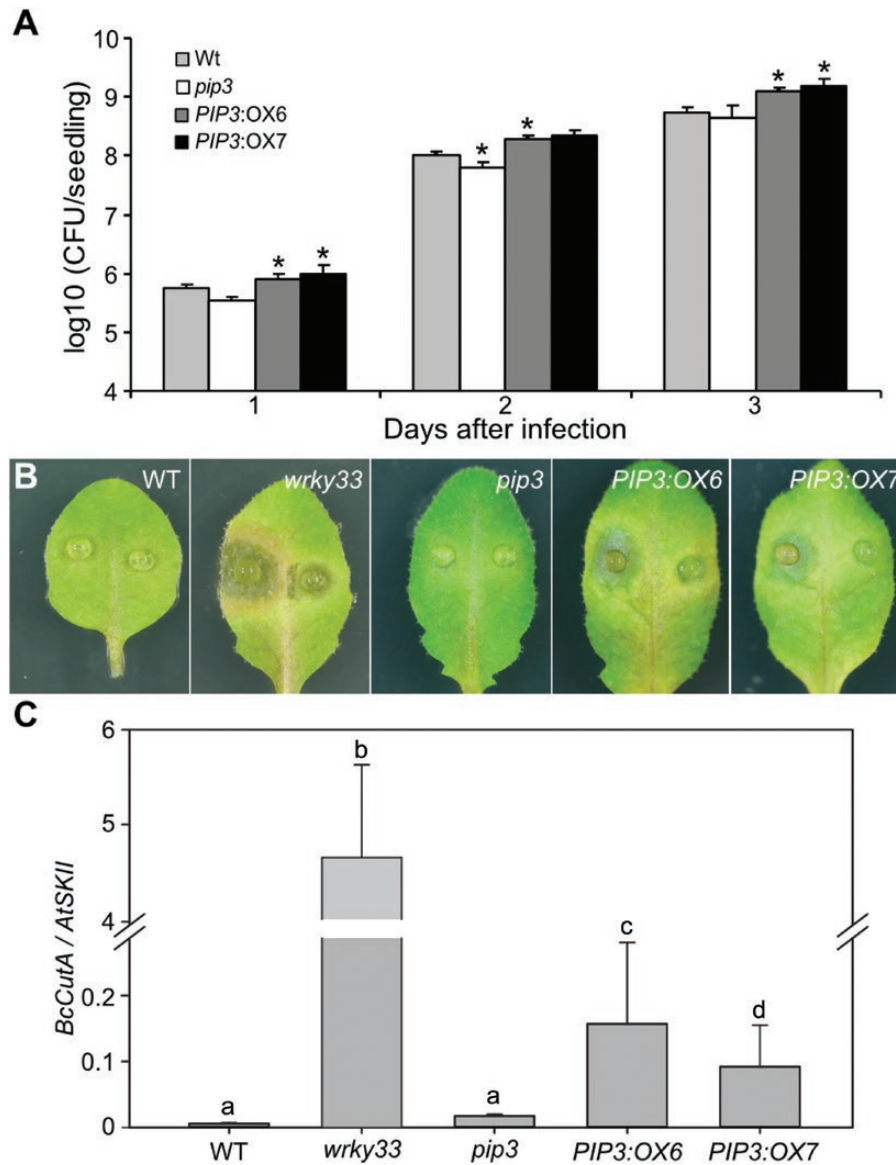 A
10
9
8
7
6
5
4
log10 (CFU/seedling)
Wt
pip3
PIP3:OX6
PIP3:OX7
* *
* *
* *
1 2 3
Days after infection
B
WT
wrky33
pip3
PIP3:OX6
PIP3:OX7
C
6
5
4
0.2
0.1
0
BcCutA / AtSKII
a
b
a
c
d
WT wrky33 pip3 PIP3:OX6 PIP3:OX7